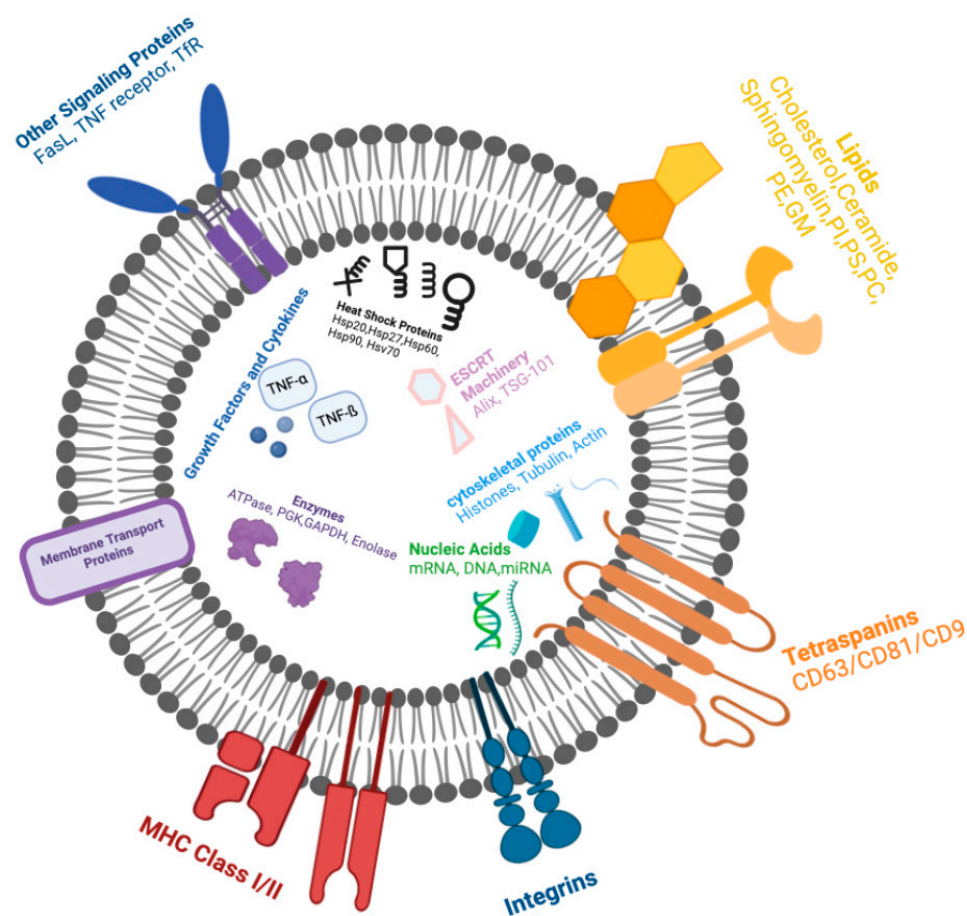 Other Signaling Proteins
FasL, TNF receptor, TfR
Lipids
Cholesterol,Ceramide,
Sphingomyelin,PI,PS,PC,
PE,GM
Heat Shock Proteins
Hsp20,Hsp27,Hsp60,
Hsp90, Hsv70
Growth Factors and Cytokines
TNF-α
TNF-ß
ESCRT
Machinery
Alix, TSG-101
cytoskeletal proteins
Histones, Tubulin, Actin
Enzymes
ATPase, PGK,GAPDH, Enolase
Membrane Transport
Proteins
Nucleic Acids
mRNA, DNA,miRNA
Tetraspanins
CD63/CD81/CD9
MHC Class I/II
Integrins